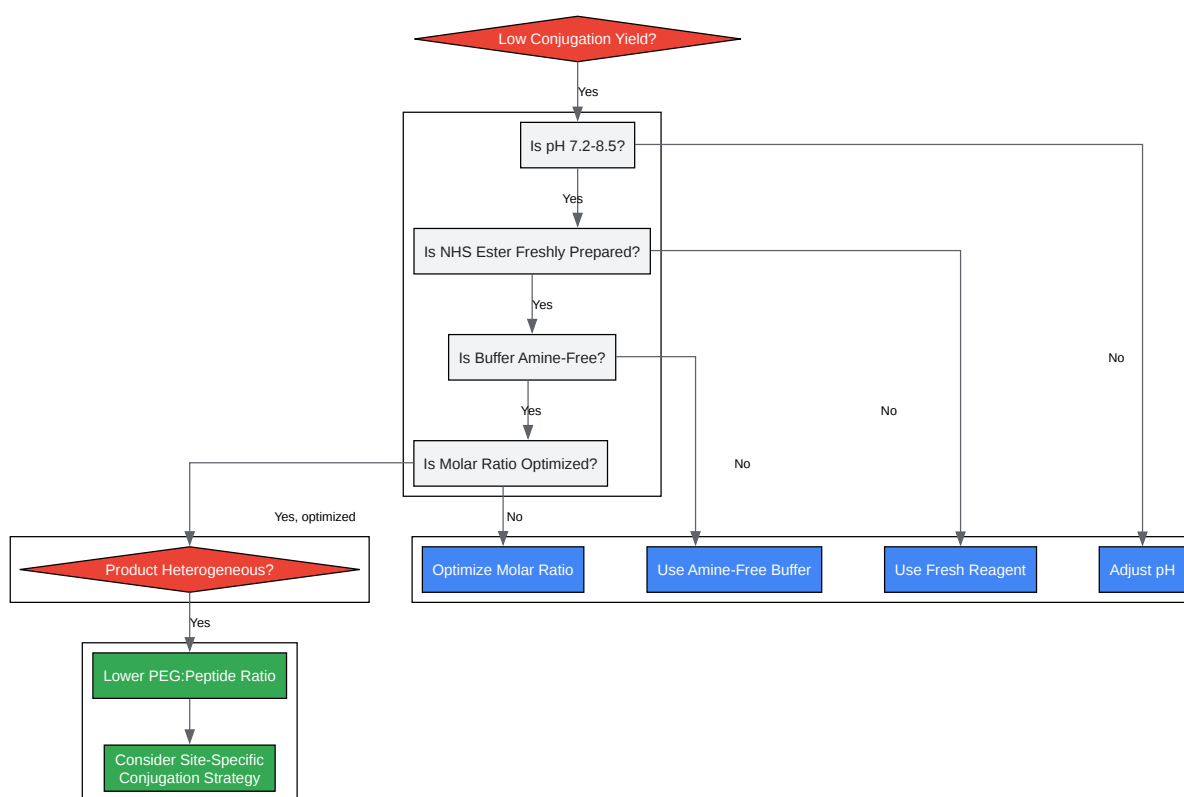 Low Conjugation Yield?
Yes
Is pH 7.2-8.5?
Yes
Is NHS Ester Freshly Prepared?
Yes
Is Buffer Amine-Free?
No
Yes
No
Is Molar Ratio Optimized?
No
Yes, optimized
No
Product Heterogeneous?
Optimize Molar Ratio
Use Amine-Free Buffer
Use Fresh Reagent
Adjust pH
Yes
Lower PEG:Peptide Ratio
Consider Site-Specific
Conjugation Strategy